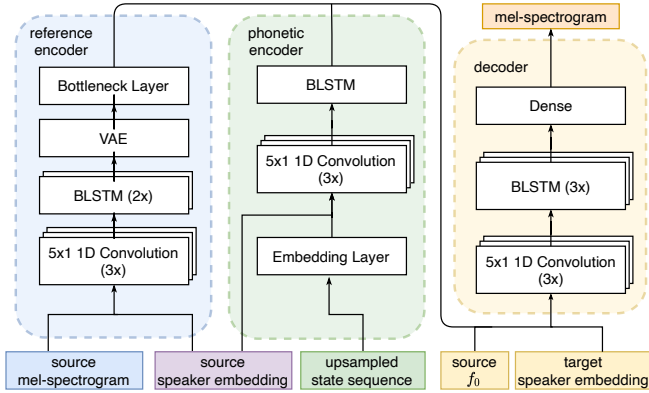 mel-spectrogram
reference
encoder
Bottleneck Layer
VAE
BLSTM (2x)
5x1 1D Convolution
(3x)
phonetic
encoder
BLSTM
5x1 1D Convolution
(3x)
Embedding Layer
decoder
Dense
BLSTM (3x)
5x1 1D Convolution
(3x)
source
mel-spectrogram
source
speaker embedding
upsampled
state sequence
source
f₀
target
speaker embedding